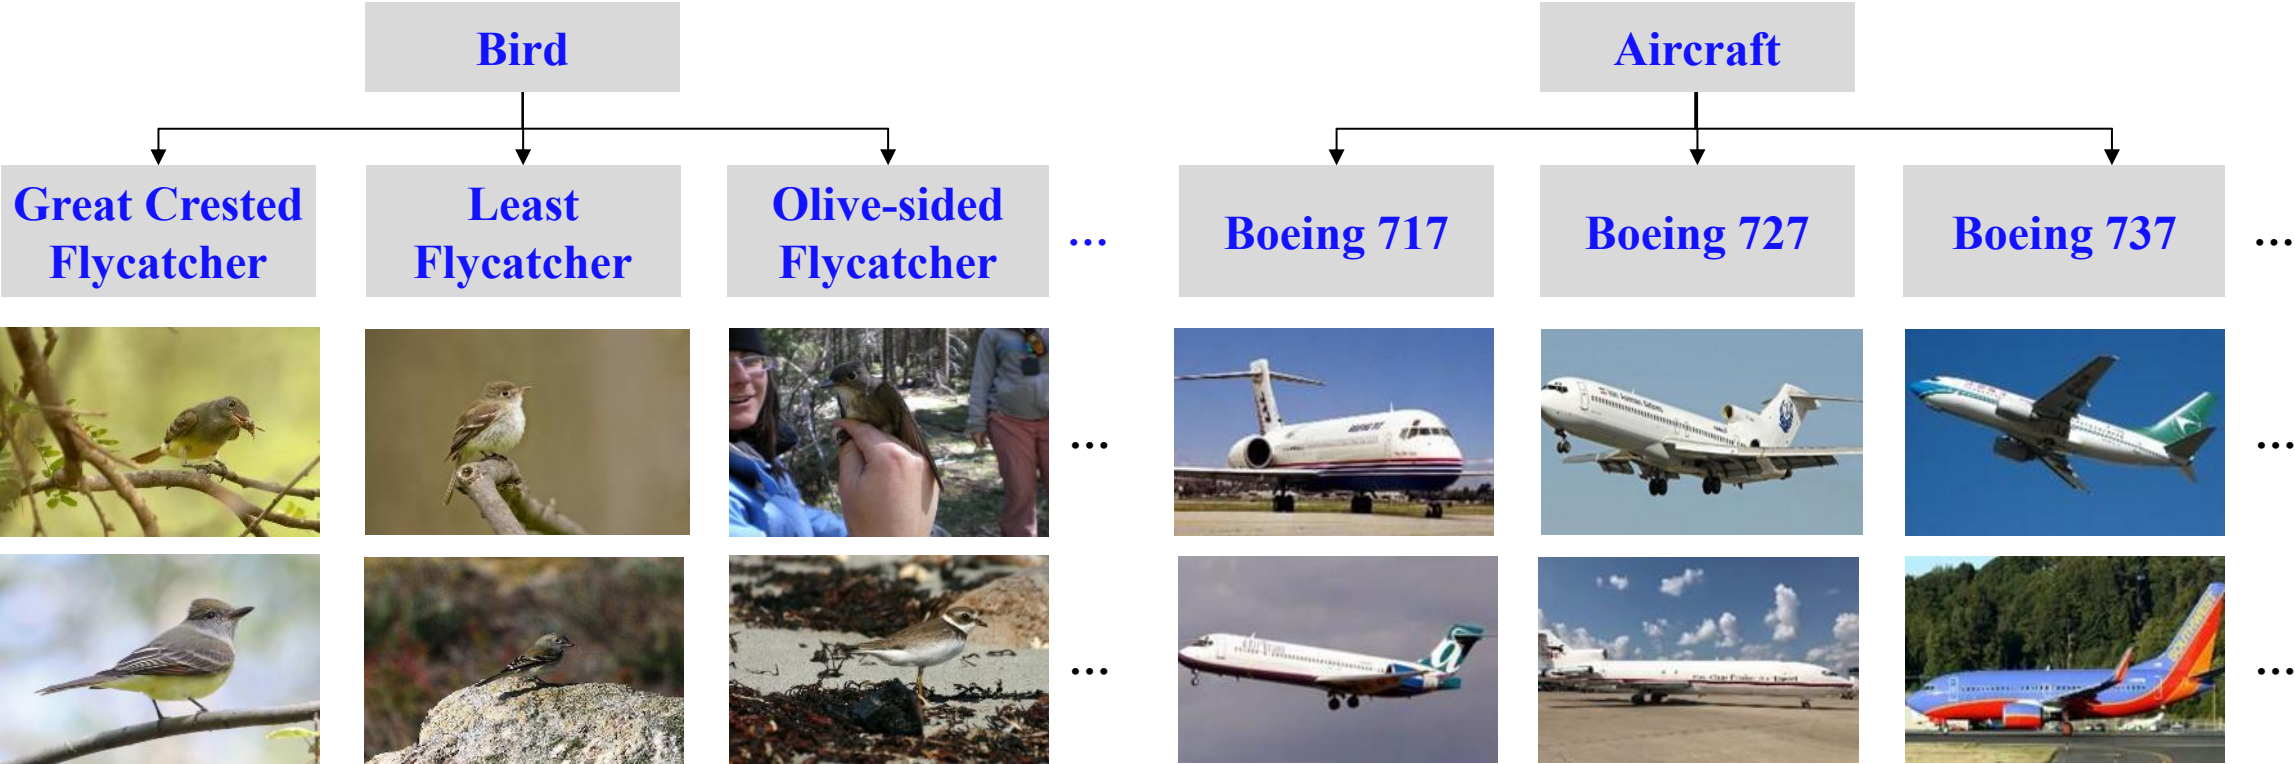 Bird
Aircraft
Great Crested
Flycatcher
Least
Flycatcher
Olive-sided
Flycatcher
...
Boeing 717
Boeing 727
Boeing 737
...
...
...
...
...